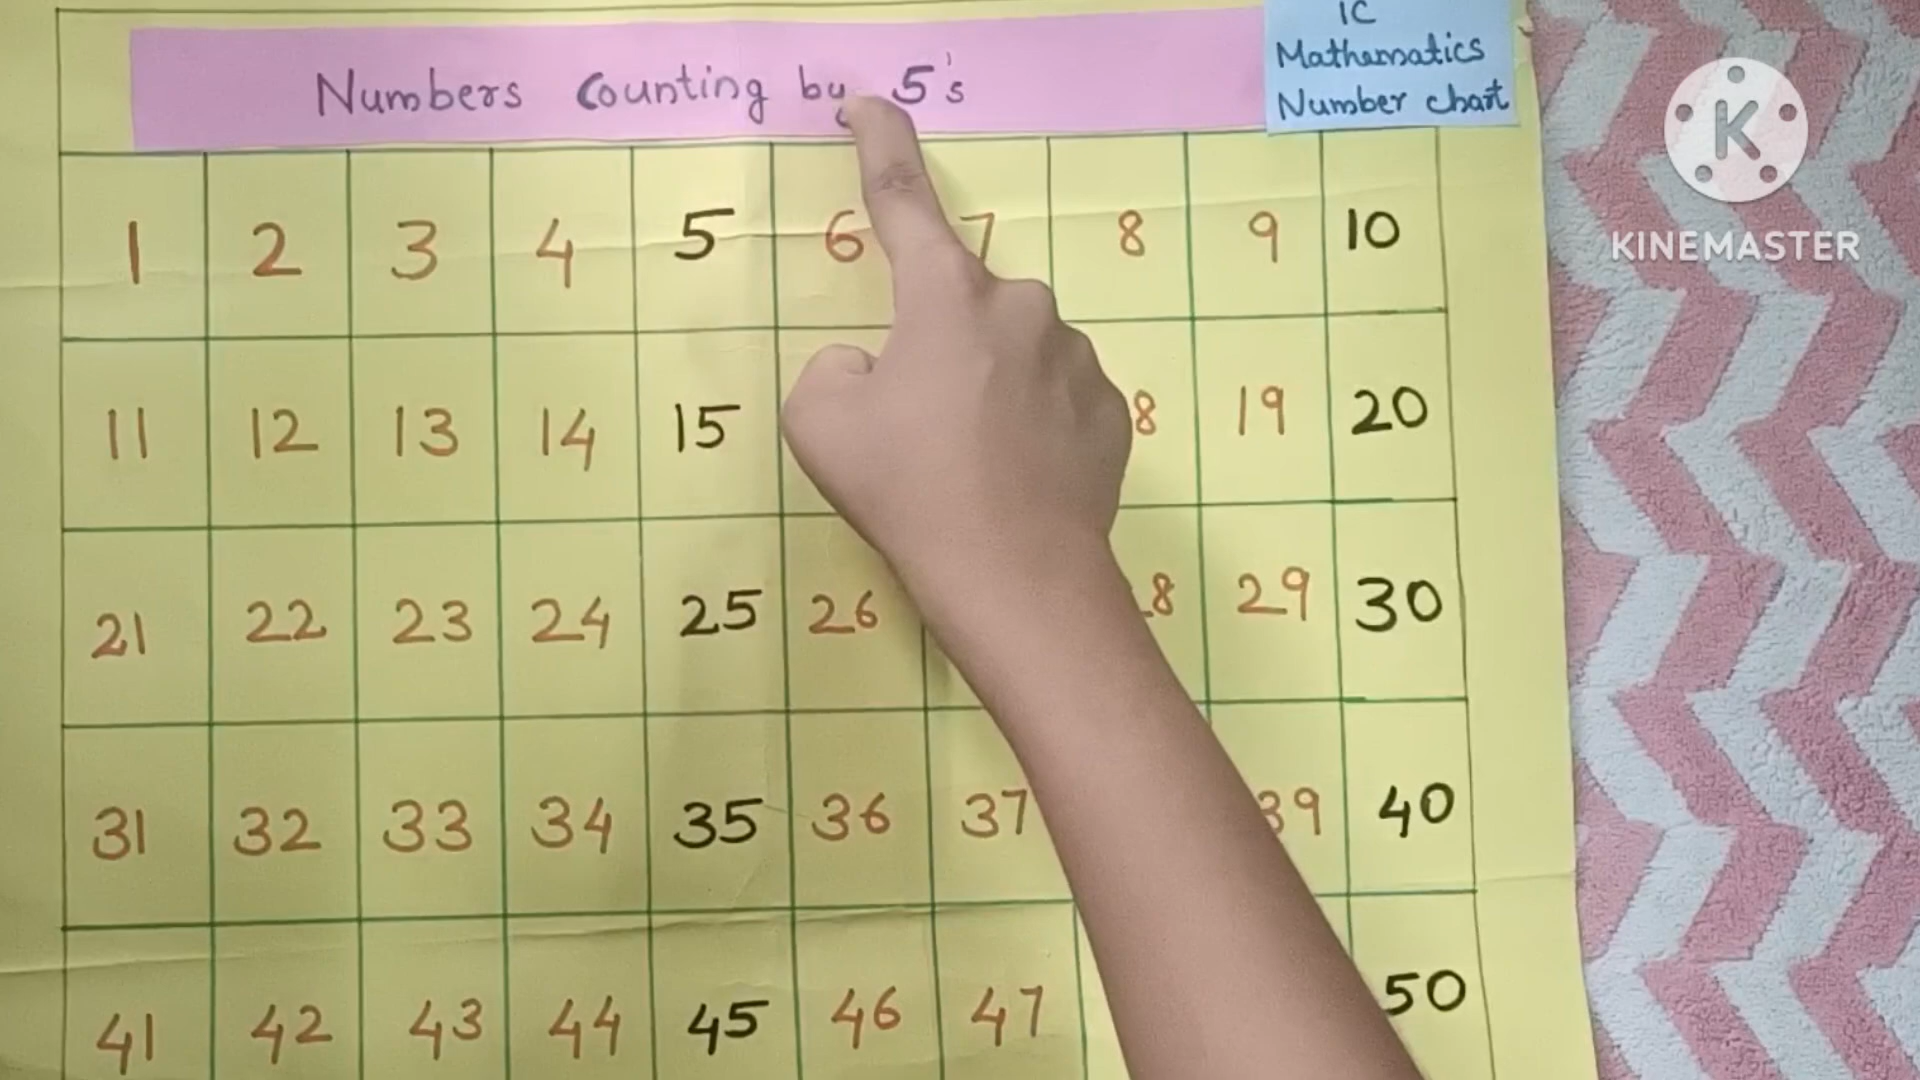 Numbers Counting by 5's
1C
Mathematics
Number chart
K
KINEMASTER
1 2 3 4 5 6 7 8 9 10
11 12 13 14 15 19 20
21 22 23 24 25 26 29 30
31 32 33 34 35 36 37 39 40
41 42 43 44 45 46 47 50